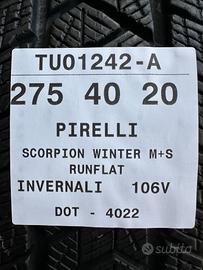 TU01242-A
275 40 20
PIRELLI
SCORPION WINTER M+S
RUNFLAT
INVERNALI 106V
DOT - 4022
subito